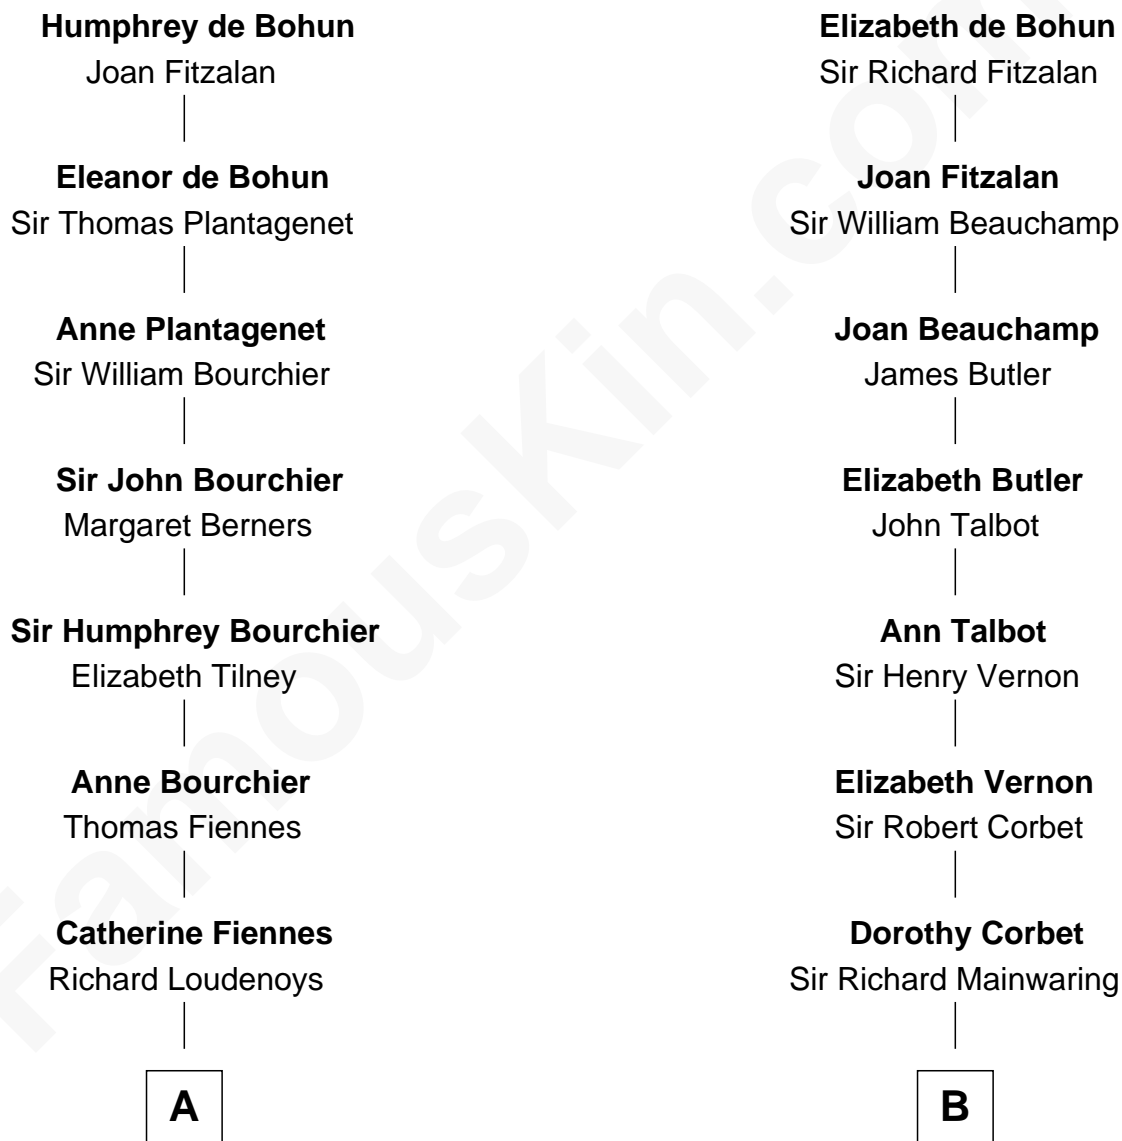 Humphrey de Bohun
Joan Fitzalan
Eleanor de Bohun
Sir Thomas Plantagenet
Anne Plantagenet
Sir William Bourchier
Sir John Bourchier
Margaret Berners
Sir Humphrey Bourchier
Elizabeth Tilney
Anne Bourchier
Thomas Fiennes
Catherine Fiennes
Richard Loudenoys
A
Elizabeth de Bohun
Sir Richard Fitzalan
Joan Fitzalan
Sir William Beauchamp
Joan Beauchamp
James Butler
Elizabeth Butler
John Talbot
Ann Talbot
Sir Henry Vernon
Elizabeth Vernon
Sir Robert Corbet
Dorothy Corbet
Sir Richard Mainwaring
B
FamousKin.com